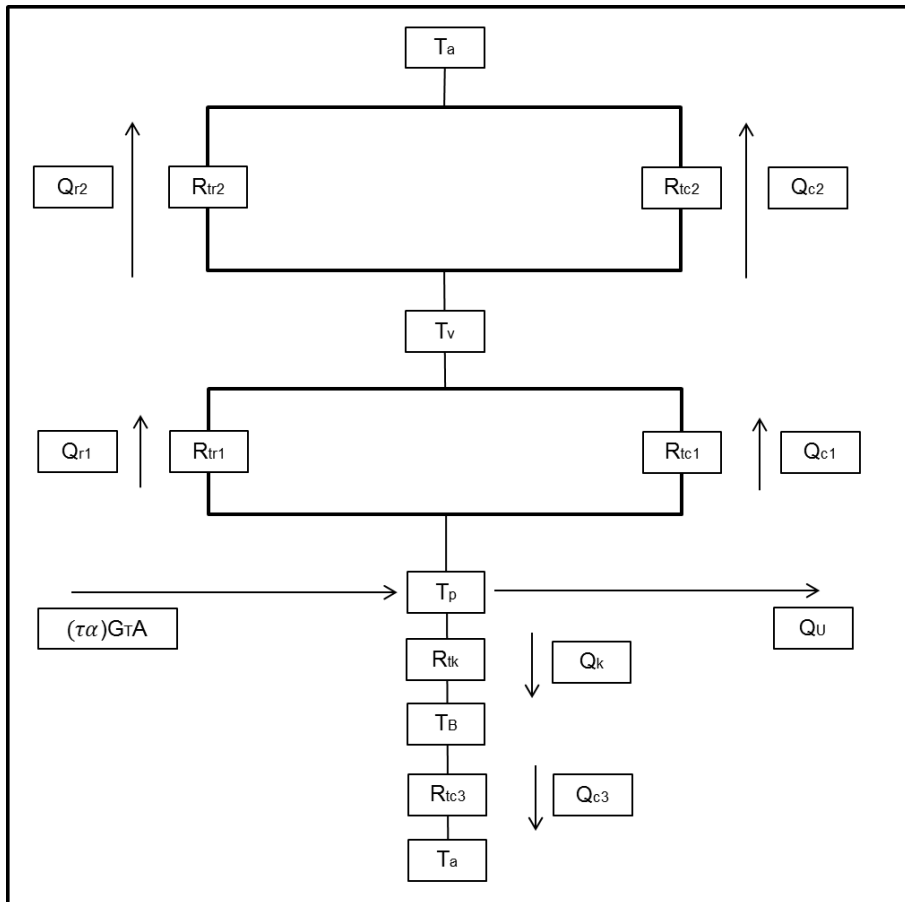 Ta
Qr2 Rtr2 Rtc2 Qc2
Tv
Qr1 Rtr1 Rtc1 Qc1
Tp
(τα)GTA QU
Rtk Qk
TB
Rtc3 Qc3
Ta